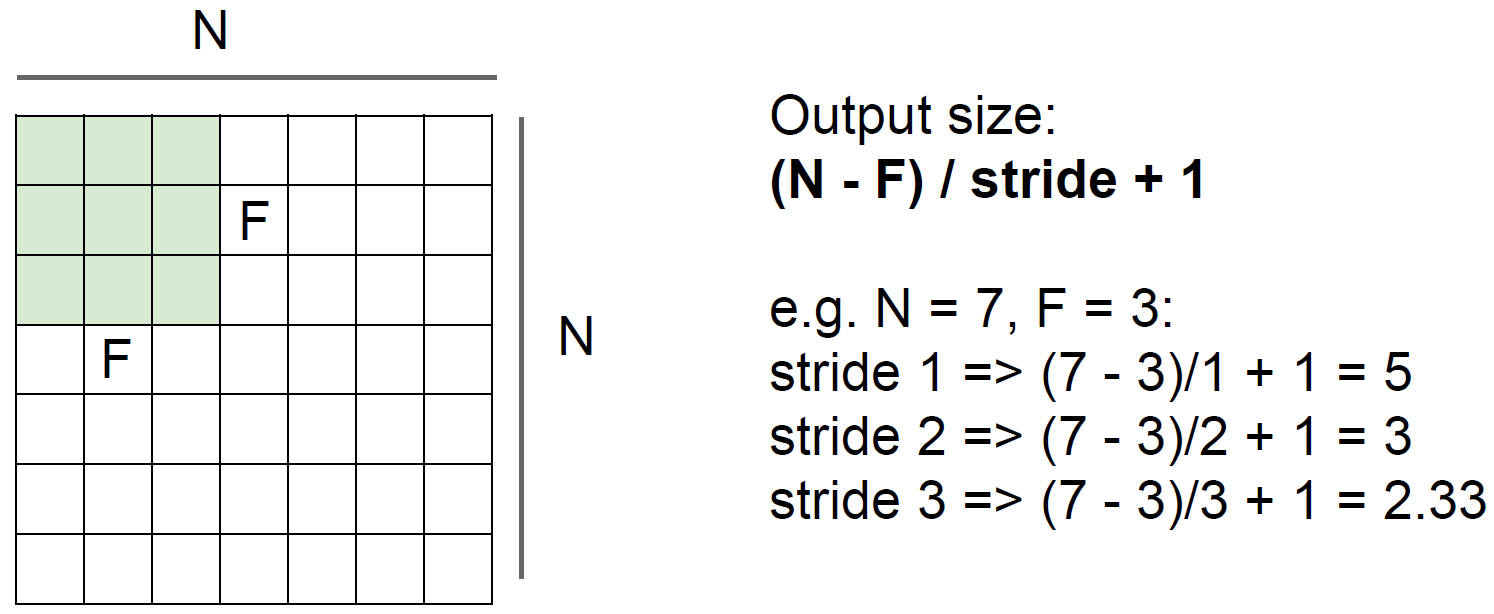 N
F
F
N
Output size:
(N - F) / stride + 1
e.g. N = 7, F = 3:
stride 1 => (7 - 3)/1 + 1 = 5
stride 2 => (7 - 3)/2 + 1 = 3
stride 3 => (7 - 3)/3 + 1 = 2.33